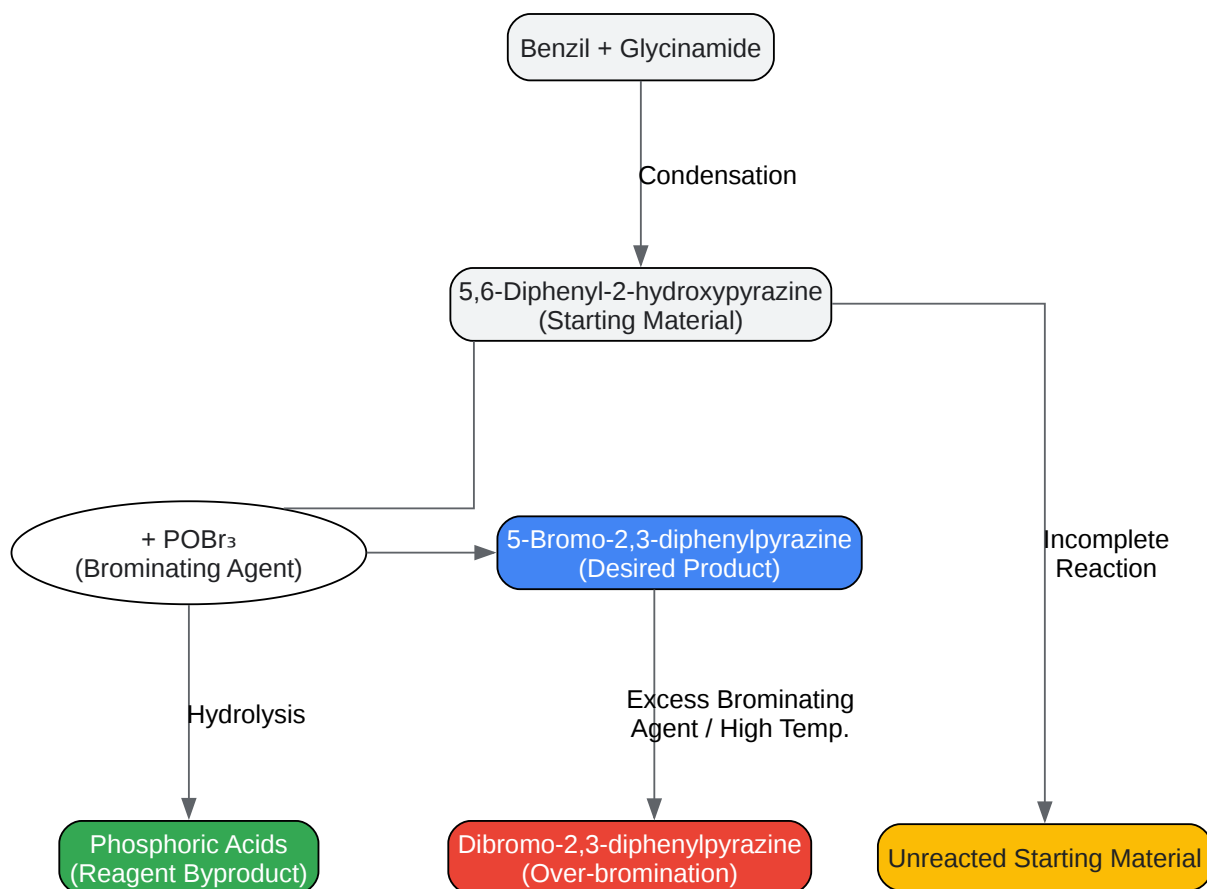 Benzil + Glycinamide
Condensation
5,6-Diphenyl-2-hydroxypyrazine
(Starting Material)
+ POBr₃
(Brominating Agent)
5-Bromo-2,3-diphenylpyrazine
(Desired Product)
Incomplete
Reaction
Hydrolysis
Excess Brominating
Agent / High Temp.
Phosphoric Acids
(Reagent Byproduct)
Dibromo-2,3-diphenylpyrazine
(Over-bromination)
Unreacted Starting Material